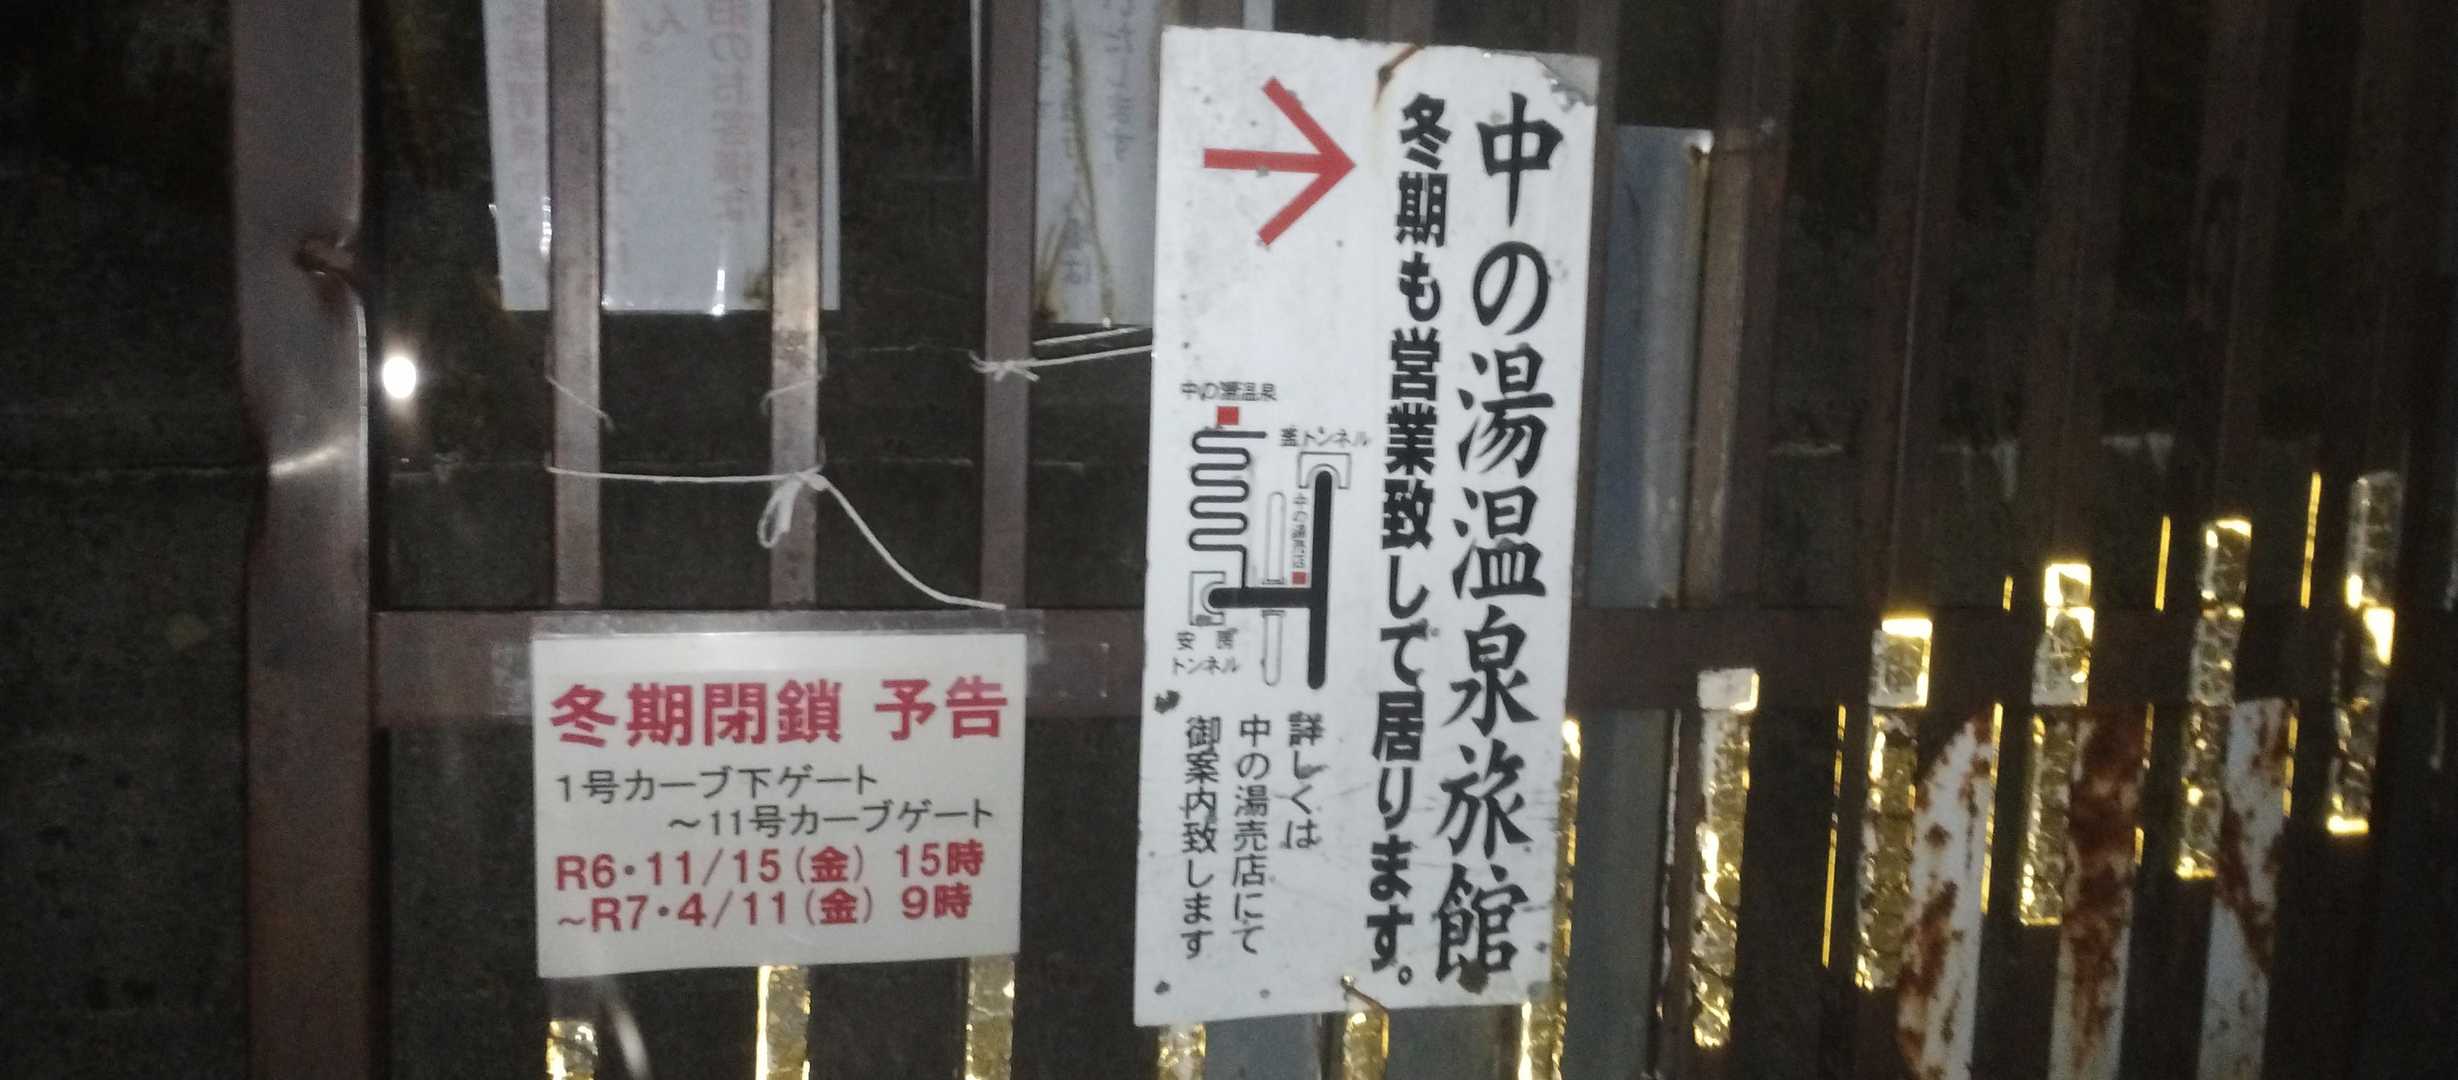 中の湯温泉旅館
冬期も営業致して居ります。
中の湯温泉
釜トンネル
中の湯売店
安房
トンネル
詳しくは
中の湯売店にて
御案内致します
冬期閉鎖 予告
1号カーブ下ゲート
～11号カーブゲート
R6・11/15(金) 15時
～R7・4/11(金) 9時